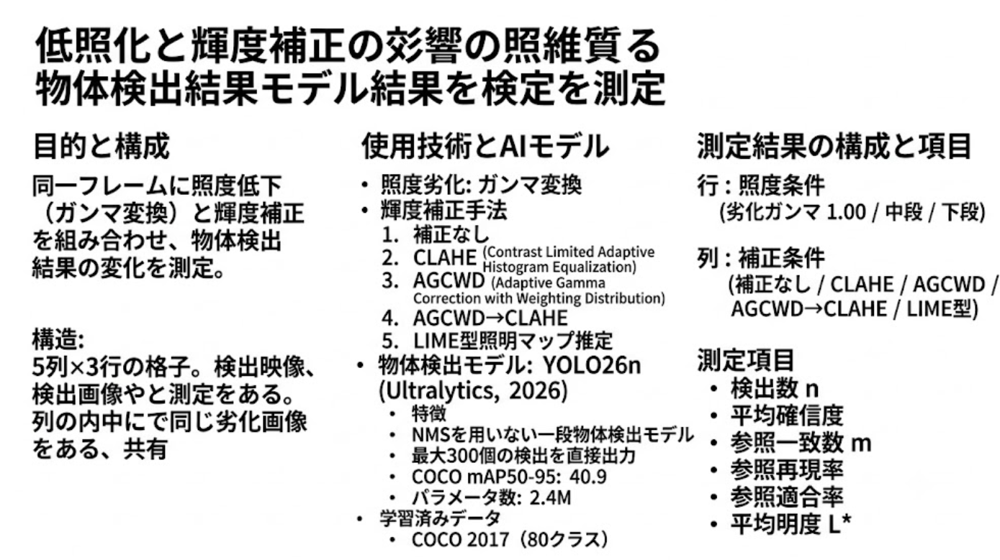 低照化と輝度補正の効響の照維質る
物体検出結果モデル結果を検定を測定
目的と構成
同一フレームに照度低下
（ガンマ変換）と輝度補正
を組み合わせ、物体検出
結果の変化を測定。
構造:
5列×3行の格子。検出映像、
検出画像やと測定をある。
列の内中にで同じ劣化画像
をある、共有
使用技術とAIモデル
• 照度劣化: ガンマ変換
• 輝度補正手法
1. 補正なし
2. CLAHE (Contrast Limited Adaptive
Histogram Equalization)
3. AGCWD (Adaptive Gamma
Correction with Weighting Distribution)
4. AGCWD→CLAHE
5. LIME型照明マップ推定
• 物体検出モデル: YOLO26n
(Ultralytics, 2026)
• 特徴
• NMSを用いない一段物体検出モデル
• 最大300個の検出を直接出力
• COCO mAP50-95: 40.9
• パラメータ数: 2.4M
• 学習済みデータ
• COCO 2017（80クラス）
測定結果の構成と項目
行 : 照度条件
(劣化ガンマ 1.00 / 中段 / 下段)
列 : 補正条件
(補正なし / CLAHE / AGCWD /
AGCWD→CLAHE / LIME型)
測定項目
• 検出数 n
• 平均確信度
• 参照一致数 m
• 参照再現率
• 参照適合率
• 平均明度 L*